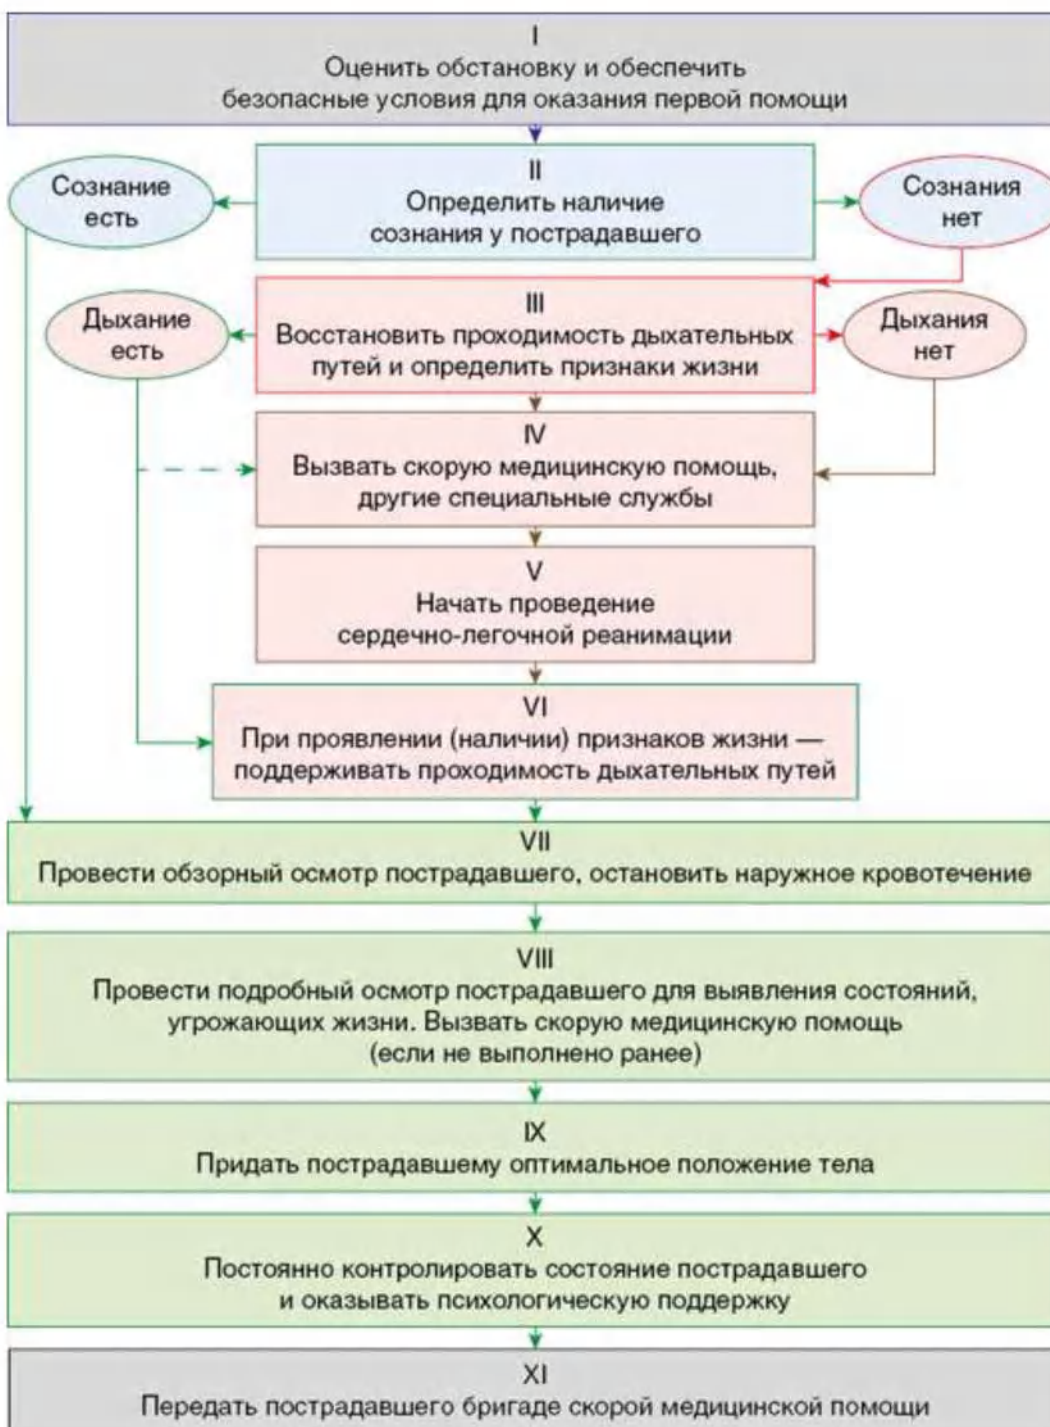 I
Оценить обстановку и обеспечить
безопасные условия для оказания первой помощи
Сознание
есть
II
Определить наличие
сознания у пострадавшего
Сознания
нет
Дыхание
есть
III
Восстановить проходимость дыхательных
путей и определить признаки жизни
Дыхания
нет
IV
Вызвать скорую медицинскую помощь,
другие специальные службы
V
Начать проведение
сердечно-легочной реанимации
VI
При проявлении (наличии) признаков жизни —
поддерживать проходимость дыхательных путей
VII
Провести обзорный осмотр пострадавшего, остановить наружное кровотечение
VIII
Провести подробный осмотр пострадавшего для выявления состояний,
угрожающих жизни. Вызвать скорую медицинскую помощь
(если не выполнено ранее)
IX
Придать пострадавшему оптимальное положение тела
X
Постоянно контролировать состояние пострадавшего
и оказывать психологическую поддержку
XI
Передать пострадавшего бригаде скорой медицинской помощи